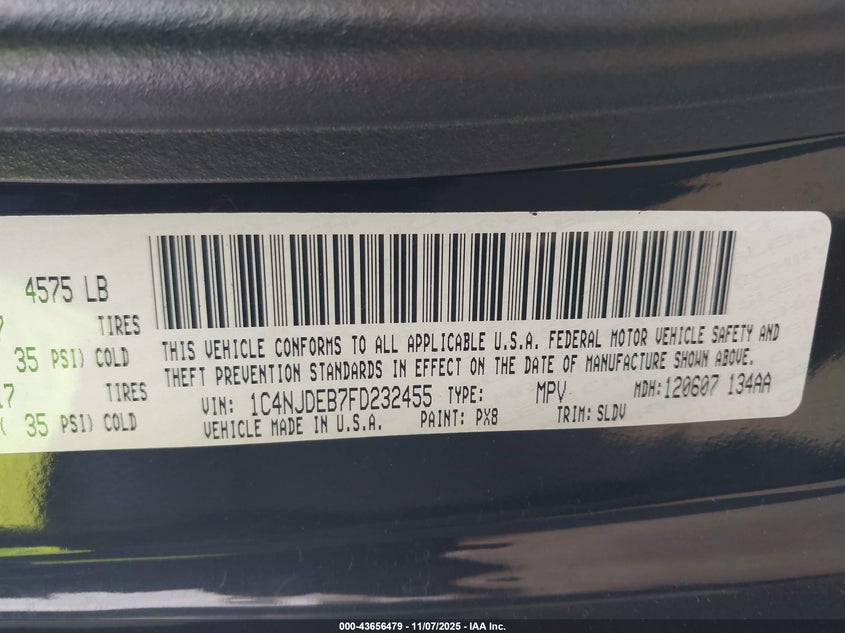 4575 LB
7 TIRES
35 PSI) COLD
17 TIRES
( 35 PSI) COLD
THIS VEHICLE CONFORMS TO ALL APPLICABLE U.S.A. FEDERAL MOTOR VEHICLE SAFETY AND
THEFT PREVENTION STANDARDS IN EFFECT ON THE DATE OF MANUFACTURE SHOWN ABOVE.
VIN: 1C4NJDEB7FD232455 TYPE: MPV MDH:120607 134AA
VEHICLE MADE IN U.S.A. PAINT: PX8 TRIM: SLDV
000-43656479 - 11/07/2025 - IAA Inc.